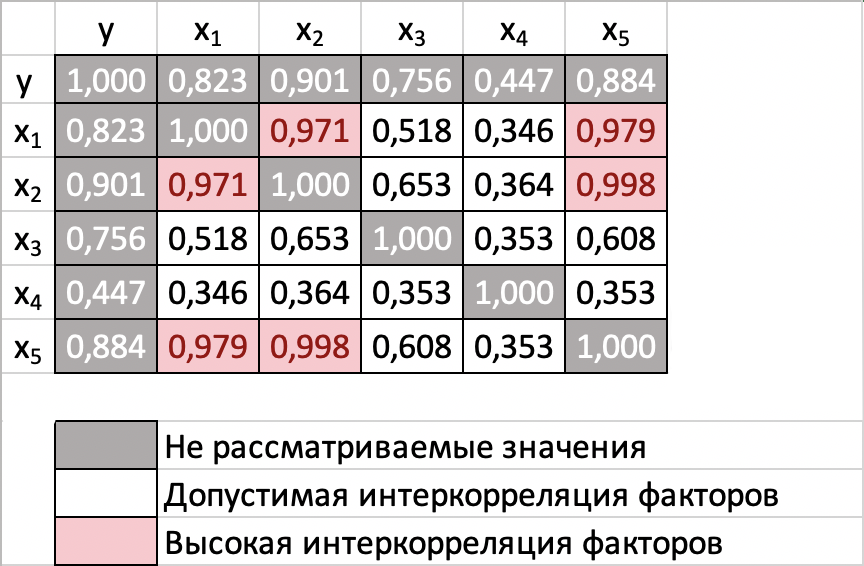 y x₁ x₂ x₃ x₄ x₅
y 1,000 0,823 0,901 0,756 0,447 0,884
x₁ 0,823 1,000 0,971 0,518 0,346 0,979
x₂ 0,901 0,971 1,000 0,653 0,364 0,998
x₃ 0,756 0,518 0,653 1,000 0,353 0,608
x₄ 0,447 0,346 0,364 0,353 1,000 0,353
x₅ 0,884 0,979 0,998 0,608 0,353 1,000
Не рассматриваемые значения
Допустимая интеркорреляция факторов
Высокая интеркорреляция факторов